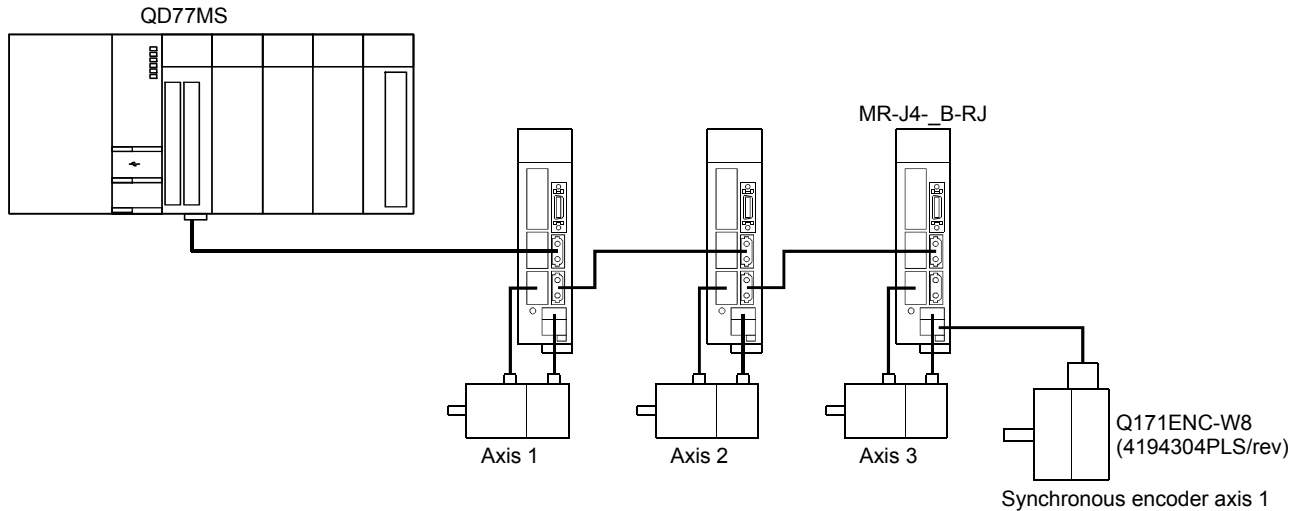 QD77MS
MR-J4-_B-RJ
Axis 1
Axis 2
Axis 3
Q171ENC-W8
(4194304PLS/rev)
Synchronous encoder axis 1